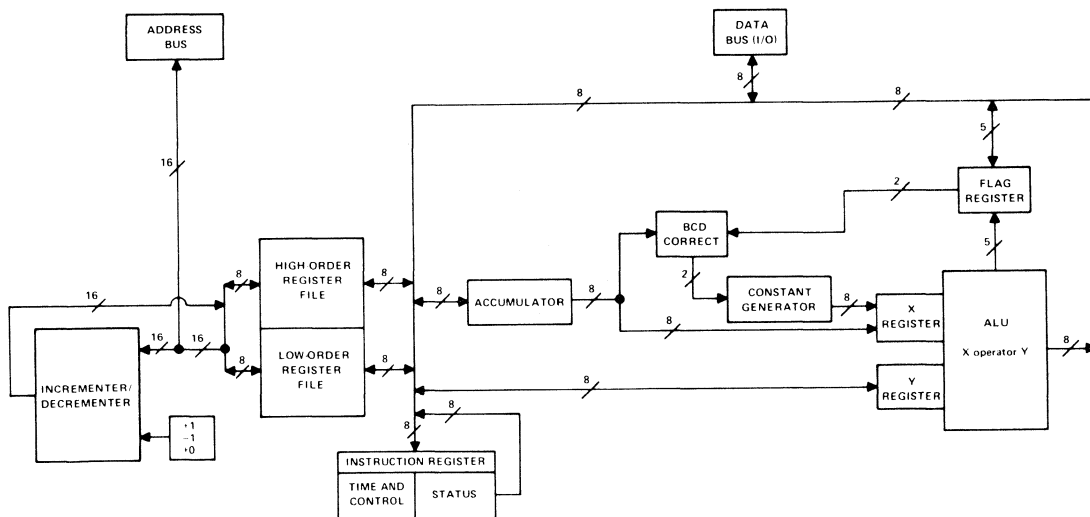 ADDRESS
BUS
DATA
BUS (I/O)
8
8
8
16
5
2
FLAG
REGISTER
BCD
CORRECT
5
HIGH ORDER
REGISTER
FILE
8
8
8
ACCUMULATOR
8
2
CONSTANT
GENERATOR
8
X
REGISTER
ALU
X operator Y
8
16
8
16
16
LOW-ORDER
REGISTER
FILE
8
8
8
Y
REGISTER
INCREMENTER/
DECREMENTER
+1
-1
+0
8
8
INSTRUCTION REGISTER
TIME AND
CONTROL
STATUS